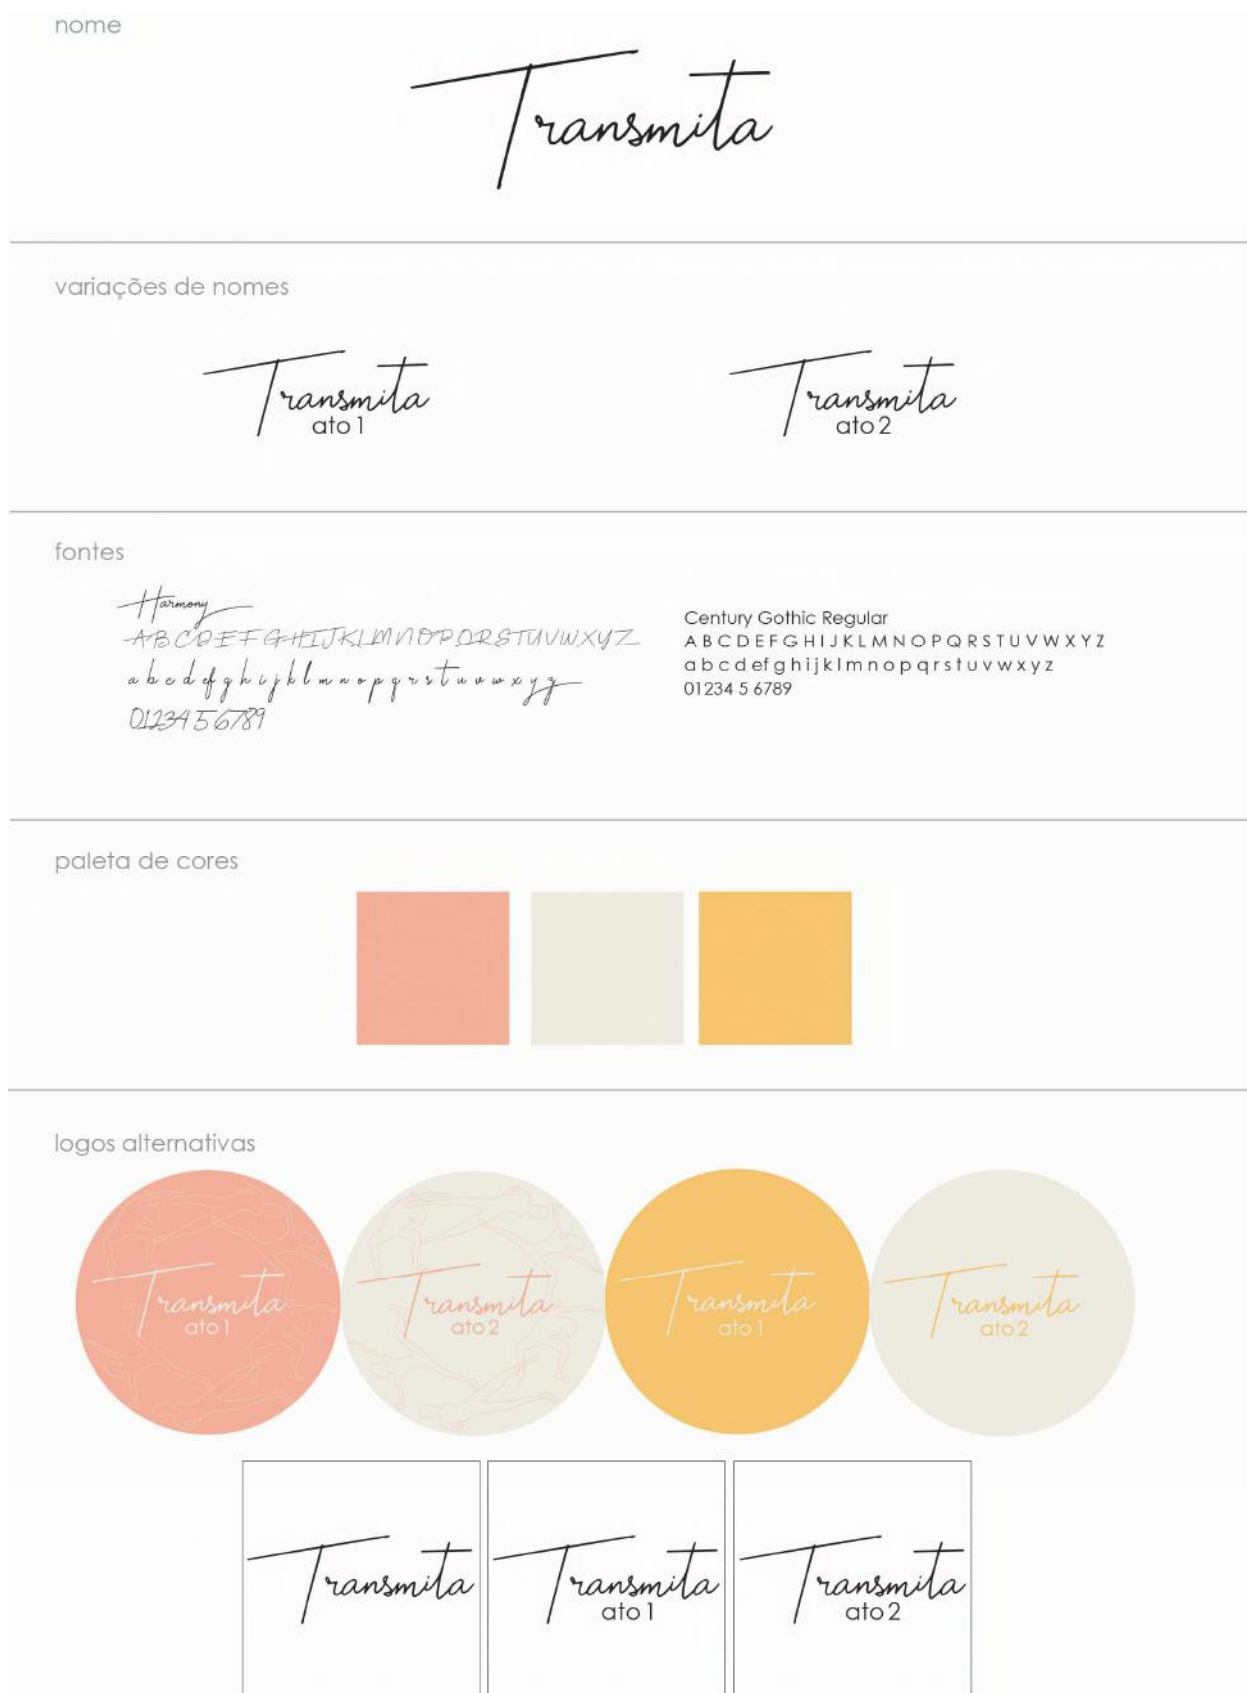 nome
Transmita
variações de nomes
Transmita
ato 1
Transmita
ato 2
fontes
Harmony
ABCDEFGHIJKLMNOPQRSTUVWXYZ
abcdefghijklmnopqrstuvwxyz
0123456789
Century Gothic Regular
ABCDEFGHIJKLMNOPQRSTUVWXYZ
abcdefghijklmnopqrstuvwxyz
01234 5 6789
paleta de cores
logos alternativas
Transmita
ato 1
Transmita
ato 2
Transmita
ato 1
Transmita
ato 2
Transmita
Transmita
ato 1
Transmita
ato 2